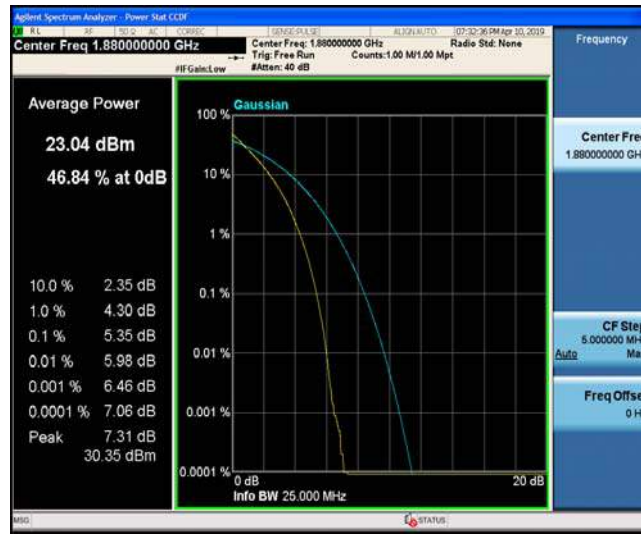 Agilent Spectrum Analyzer - Power Stat CCDF
RL RF 50 Ω AC CORREC SENSE:PULSE ALIGN AUTO 07:32:36 PM Apr 10, 2019
Center Freq 1.880000000 GHz
Center Freq: 1.880000000 GHz Radio Std: None
Trig: Free Run Counts:1.00 M/1.00 Mpt
#IFGain:Low #Atten: 40 dB
Frequency
Average Power
23.04 dBm
46.84 % at 0dB
10.0 % 2.35 dB
1.0 % 4.30 dB
0.1 % 5.35 dB
0.01 % 5.98 dB
0.001 % 6.46 dB
0.0001 % 7.06 dB
Peak 7.31 dB
30.35 dBm
Gaussian
100 %
10 %
1 %
0.1 %
0.01 %
0.001 %
0.0001 %
0 dB 20 dB
Info BW 25.000 MHz
Center Fre
1.880000000 GH
CF Step
5.000000 MH
Auto Ma
Freq Offse
0 H
MSG STATUS